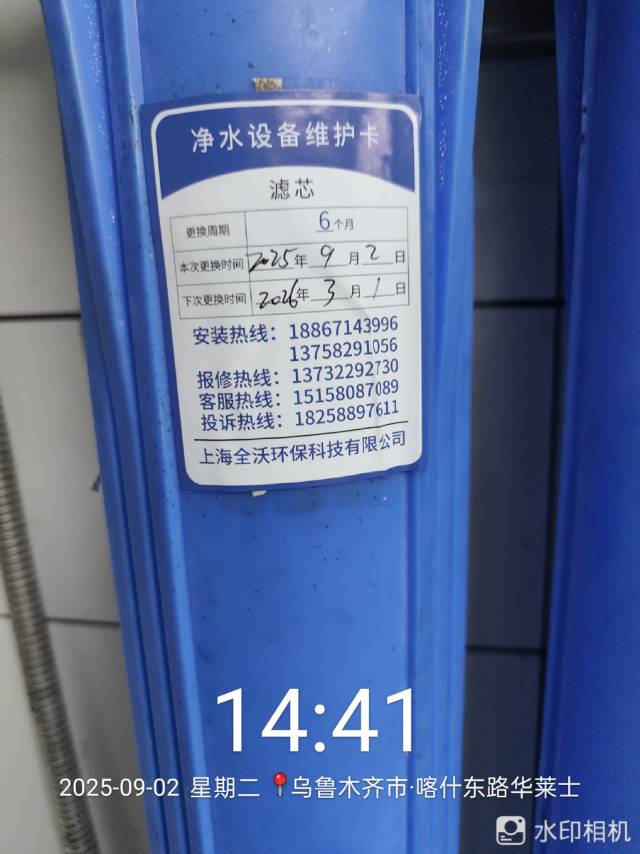 净水设备维护卡
滤芯
更换周期 6个月
本次更换时间 2025年9月2日
下次更换时间 2026年3月1日
安装热线：18867143996
13758291056
报修热线：13732292730
客服热线：15158087089
投诉热线：18258897611
上海全沃环保科技有限公司
14:41
2025-09-02 星期二 乌鲁木齐市·喀什东路华莱士
水印相机